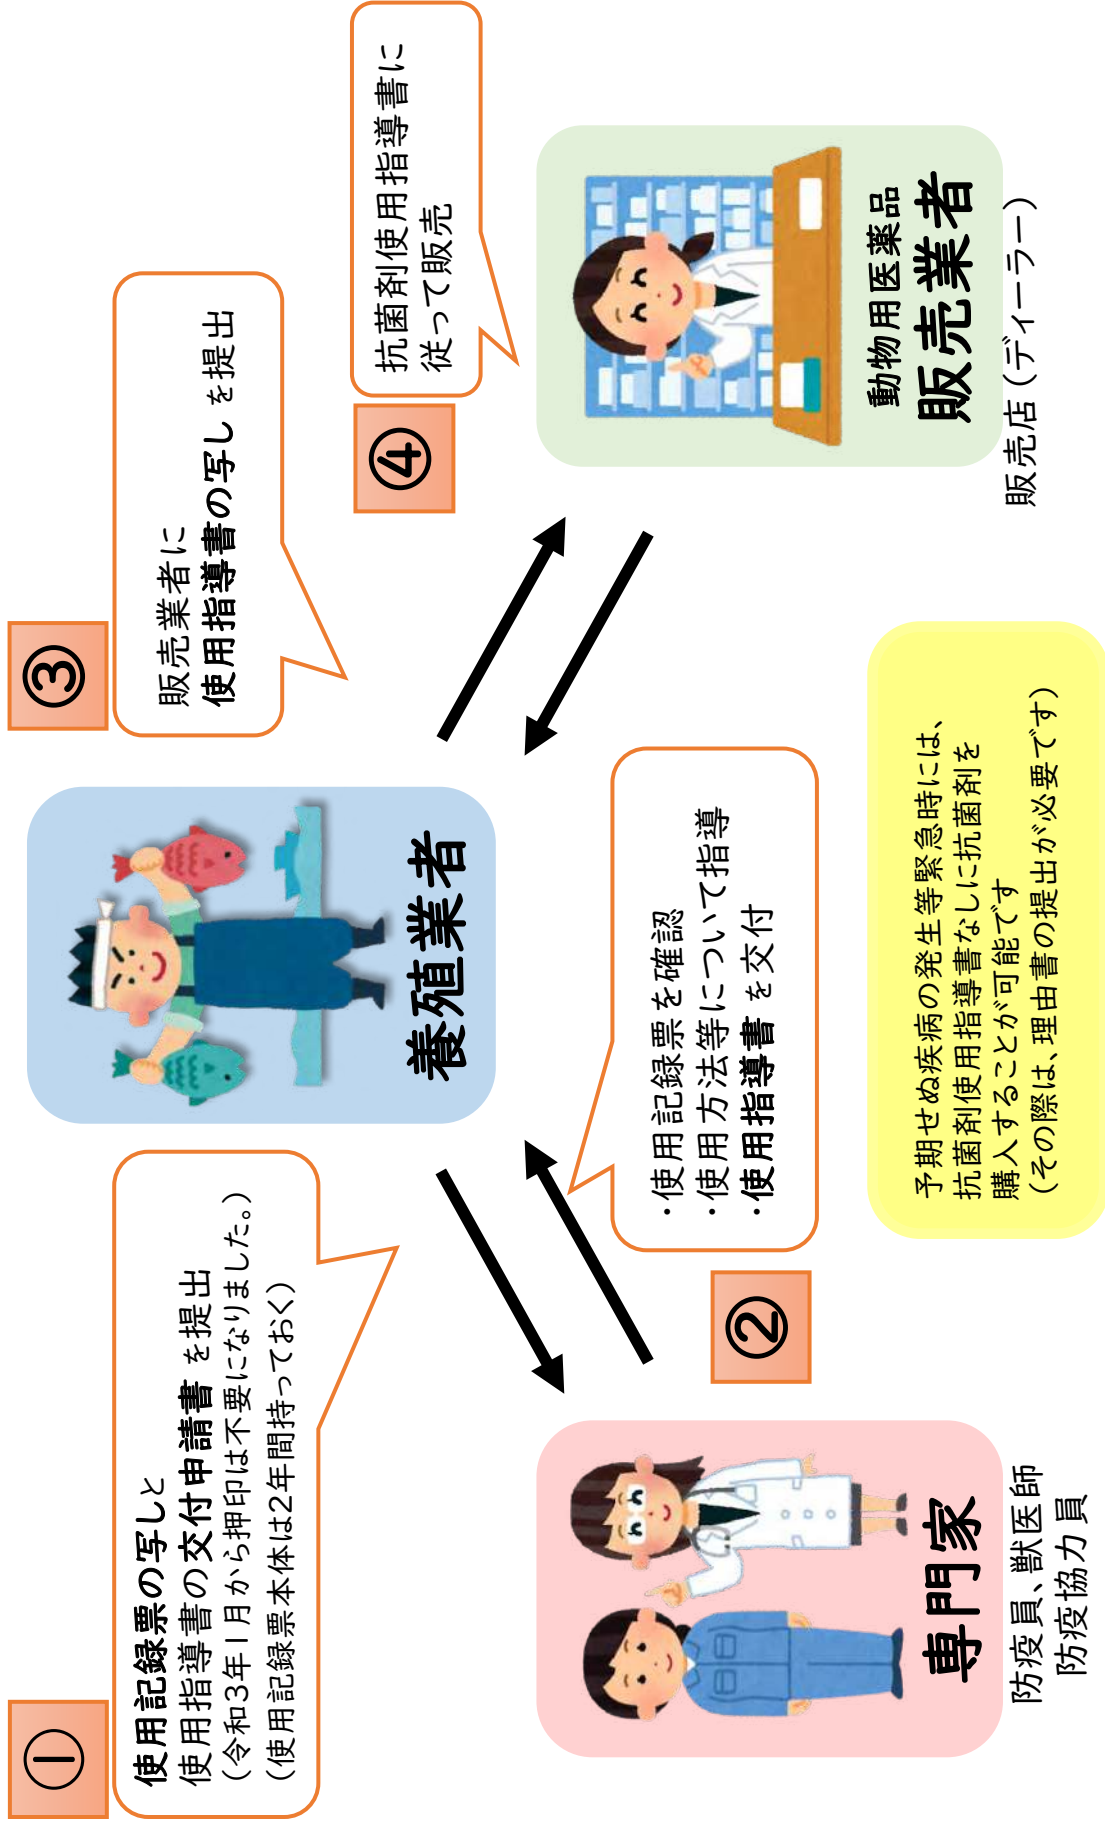 ①
使用記録票の写しと
使用指導書の交付申請書 を提出
（令和3年1月から押印は不要になりました。）
（使用記録票本体は2年間持っておく）
養殖業者
③
販売業者に
使用指導書の写し を提出
④
抗菌剤使用指導書に
従って販売
専門家
防疫員、獣医師
防疫協力員
②
・使用記録票を確認
・使用方法等について指導
・使用指導書 を交付
動物用医薬品
販売業者
販売店（ディーラー）
予期せぬ疾病の発生等緊急時には、
抗菌剤使用指導書なしに抗菌剤を
購入することが可能です
（その際は、理由書の提出が必要です）